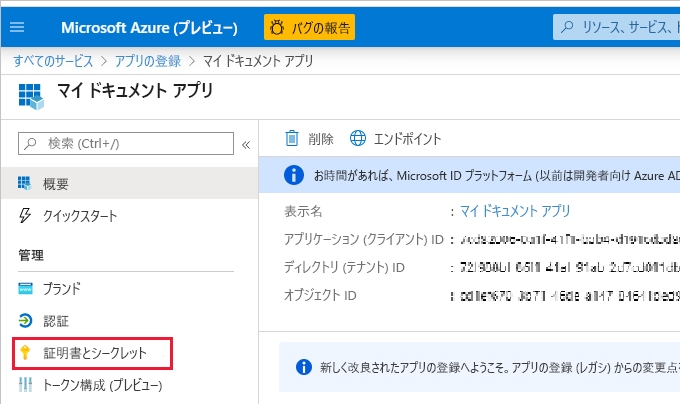 Microsoft Azure (プレビュー)
バグの報告
リソース、サービス、
すべてのサービス > アプリの登録 > マイ ドキュメント アプリ
マイ ドキュメント アプリ
検索 (Ctrl+/)
«
削除
エンドポイント
概要
お時間があれば、Microsoft ID プラットフォーム (以前は開発者向け Azure AD
クイックスタート
表示名 : マイ ドキュメント アプリ
アプリケーション (クライアント) ID :
管理
ディレクトリ (テナント) ID :
ブランド
オブジェクト ID :
認証
証明書とシークレット
新しく改良されたアプリの登録へようこそ。アプリの登録 (レガシ) からの変更点
トークン構成 (プレビュー)